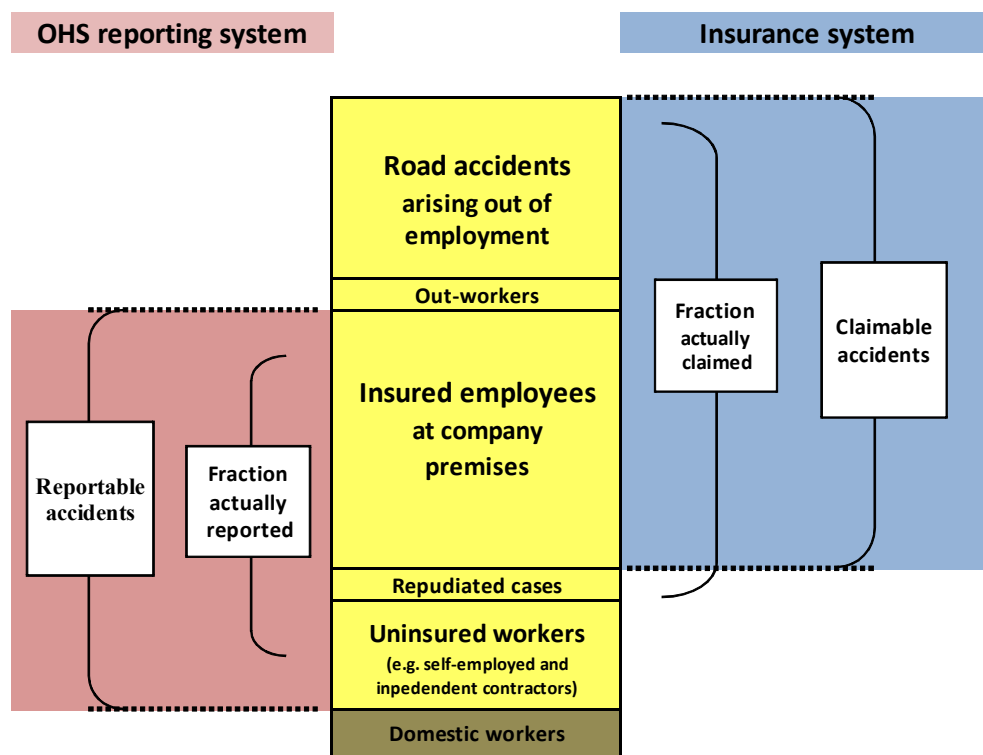 OHS reporting system
Insurance system
Road accidents
arising out of
employment
Out-workers
Insured employees
at company
premises
Repudiated cases
Uninsured workers
(e.g. self-employed and
inpedendent contractors)
Domestic workers
Reportable
accidents
Fraction
actually
reported
Fraction
actually
claimed
Claimable
accidents